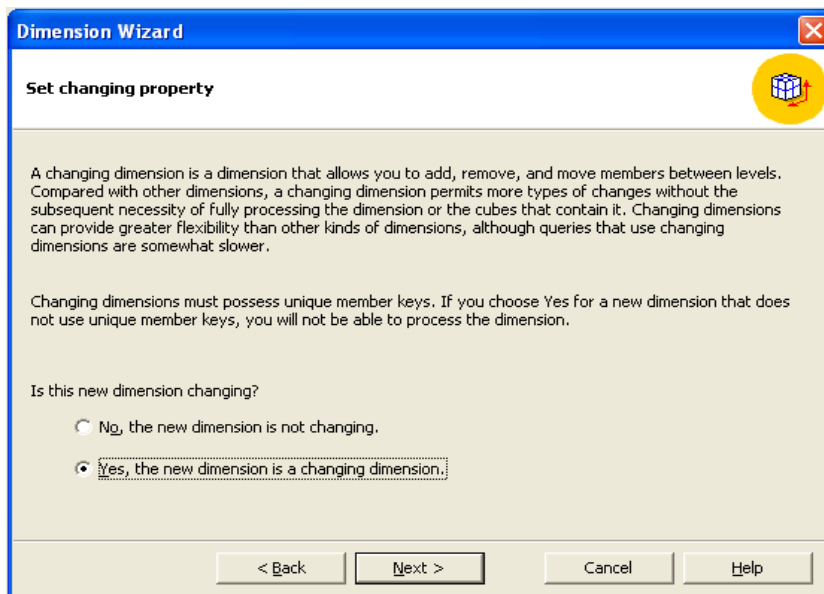 Dimension Wizard
Set changing property
A changing dimension is a dimension that allows you to add, remove, and move members between levels.
Compared with other dimensions, a changing dimension permits more types of changes without the
subsequent necessity of fully processing the dimension or the cubes that contain it. Changing dimensions
can provide greater flexibility than other kinds of dimensions, although queries that use changing
dimensions are somewhat slower.
Changing dimensions must possess unique member keys. If you choose Yes for a new dimension that does
not use unique member keys, you will not be able to process the dimension.
Is this new dimension changing?
No, the new dimension is not changing.
Yes, the new dimension is a changing dimension.
< Back Next > Cancel Help